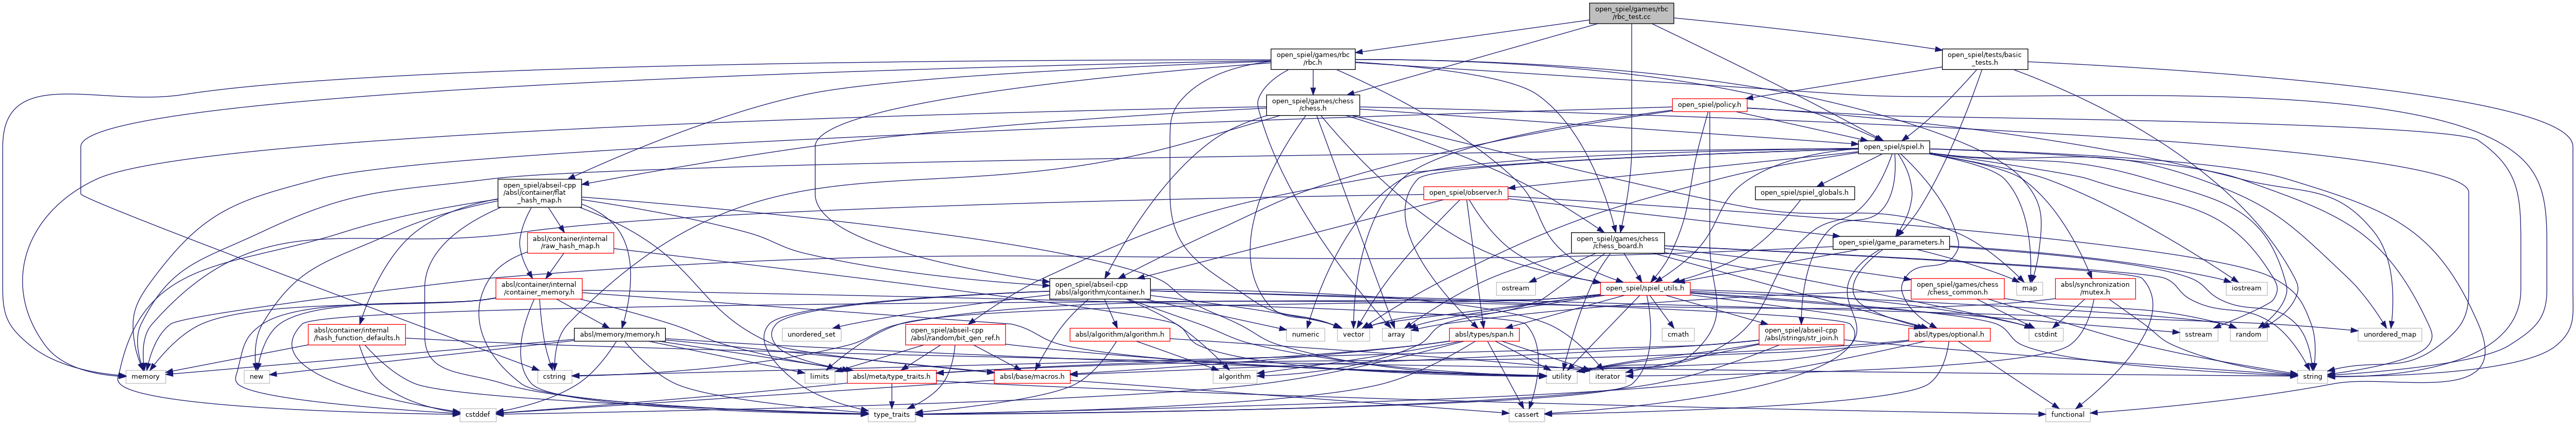 open_spiel/games/rbc
/rbc_test.cc
open_spiel/games/rbc
/rbc.h
open_spiel/tests/basic
_tests.h
open_spiel/games/chess
/chess.h
open_spiel/policy.h
open_spiel/spiel.h
open_spiel/abseil-cpp
/absl/container/flat
_hash_map.h
open_spiel/observer.h
open_spiel/spiel_globals.h
absl/container/internal
/raw_hash_map.h
open_spiel/games/chess
/chess_board.h
open_spiel/game_parameters.h
absl/container/internal
/container_memory.h
open_spiel/abseil-cpp
/absl/algorithm/container.h
ostream
open_spiel/spiel_utils.h
open_spiel/games/chess
/chess_common.h
map
absl/synchronization
/mutex.h
iostream
absl/container/internal
/hash_function_defaults.h
absl/memory/memory.h
unordered_set
open_spiel/abseil-cpp
/absl/random/bit_gen_ref.h
absl/algorithm/algorithm.h
numeric
vector
array
absl/types/span.h
cmath
open_spiel/abseil-cpp
/absl/strings/str_join.h
absl/types/optional.h
cstdint
sstream
random
unordered_map
memory
new
cstring
limits
absl/meta/type_traits.h
absl/base/macros.h
algorithm
utility
iterator
string
cstddef
type_traits
cassert
functional